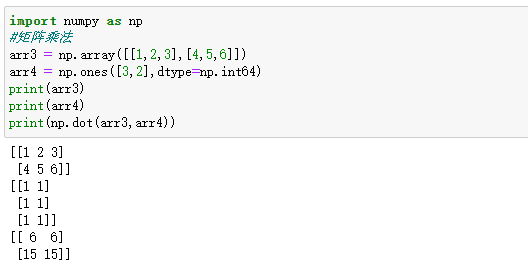 import numpy as np
#矩阵乘法
arr3 = np.array([[1,2,3],[4,5,6]])
arr4 = np.ones([3,2],dtype=np.int64)
print(arr3)
print(arr4)
print(np.dot(arr3,arr4))
[[1 2 3]
 [4 5 6]]
[[1 1]
 [1 1]
 [1 1]]
[[ 6  6]
 [15 15]]